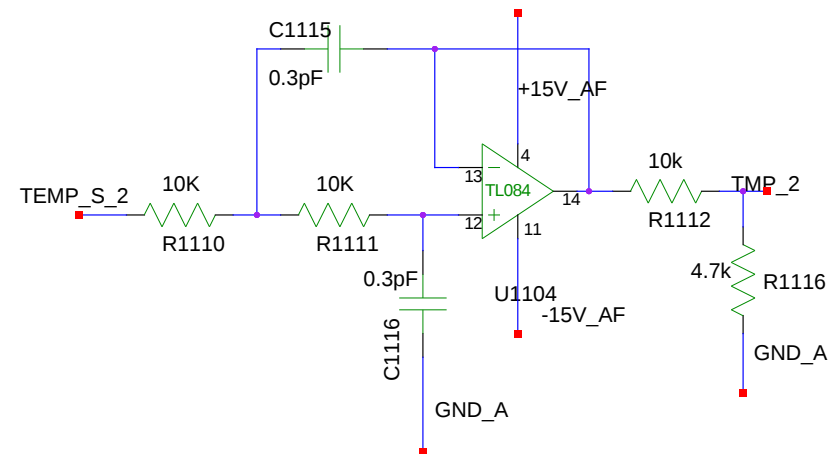 C1115
0.3pF
+15V_AF
4
13
TL084
14
12
11
10K
TEMP_S_2
R1110
10K
R1111
10k
TMP_2
R1112
0.3pF
C1116
U1104
-15V_AF
4.7k
R1116
GND_A
GND_A